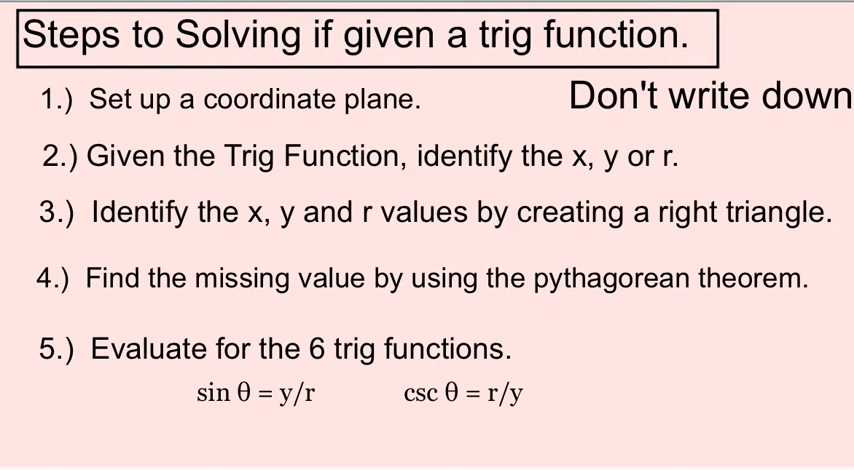 Steps to Solving if given a trig function.
1.) Set up a coordinate plane.
Don't write down
2.) Given the Trig Function, identify the x, y or r.
3.) Identify the x, y and r values by creating a right triangle.
4.) Find the missing value by using the pythagorean theorem.
5.) Evaluate for the 6 trig functions.
sin θ = y/r csc θ = r/y